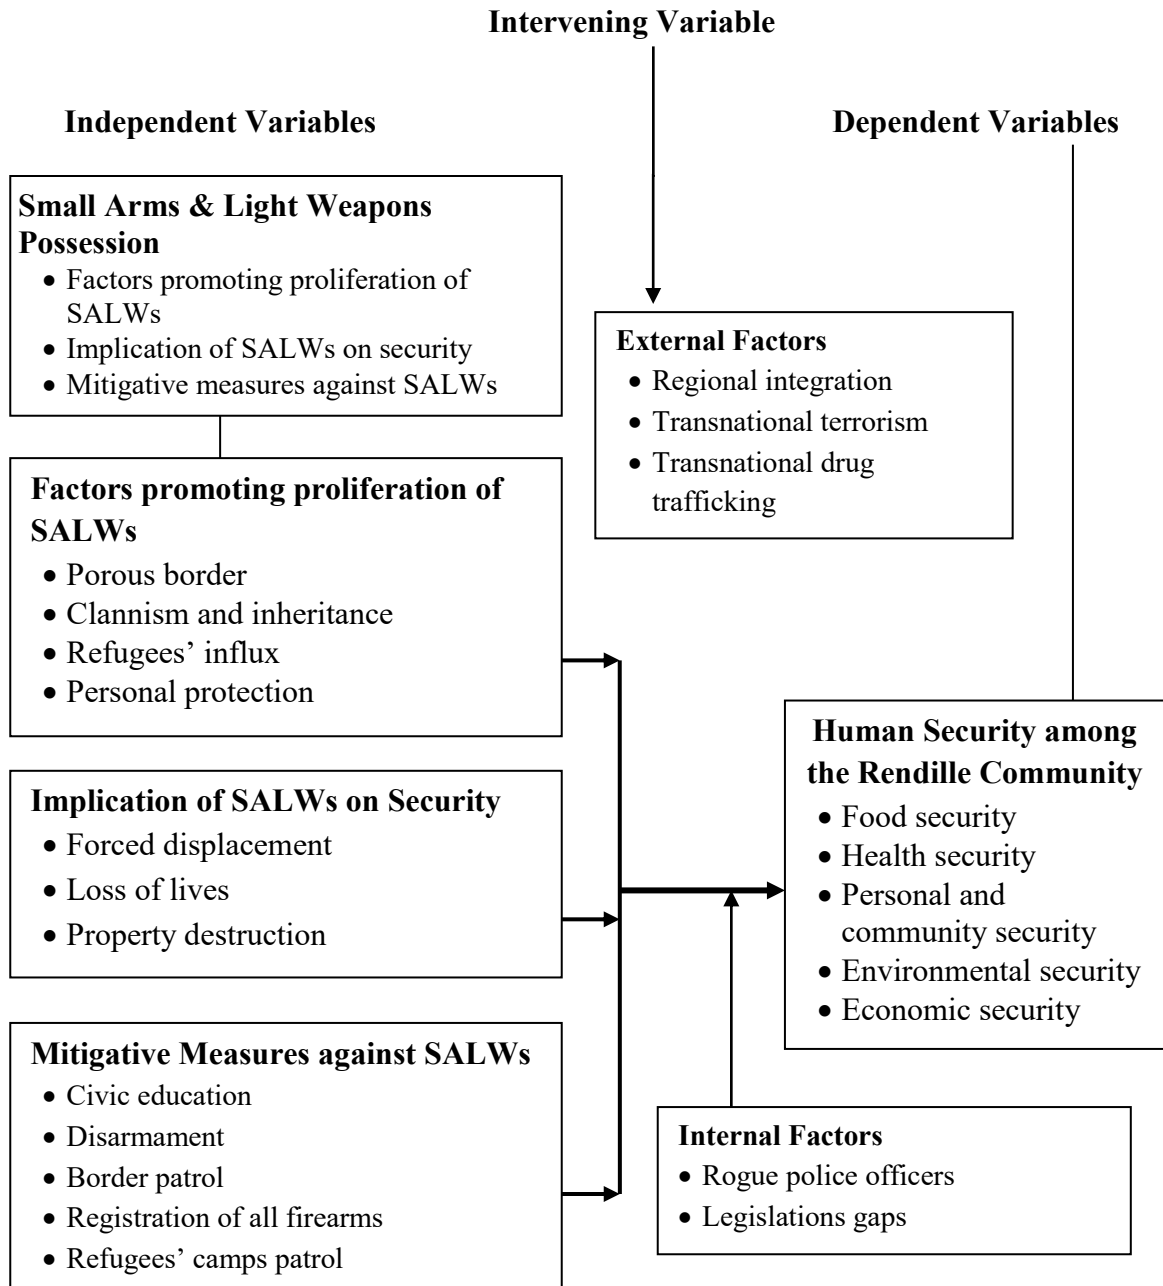 Intervening Variable
Independent Variables
Dependent Variables
Small Arms & Light Weapons
Possession
• Factors promoting proliferation of
SALWs
• Implication of SALWs on security
• Mitigative measures against SALWs
External Factors
• Regional integration
• Transnational terrorism
• Transnational drug
trafficking
Factors promoting proliferation of
SALWs
• Porous border
• Clannism and inheritance
• Refugees’ influx
• Personal protection
Human Security among
the Rendille Community
• Food security
• Health security
• Personal and
community security
• Environmental security
• Economic security
Implication of SALWs on Security
• Forced displacement
• Loss of lives
• Property destruction
Mitigative Measures against SALWs
• Civic education
• Disarmament
• Border patrol
• Registration of all firearms
• Refugees’ camps patrol
Internal Factors
• Rogue police officers
• Legislations gaps